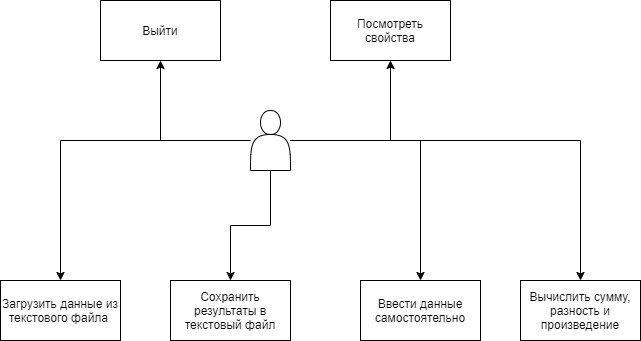 Выйти
Посмотреть
свойства
Загрузить данные из
текстового файла
Сохранить
результаты в
текстовый файл
Ввести данные
самостоятельно
Вычислить сумму,
разность и
произведение